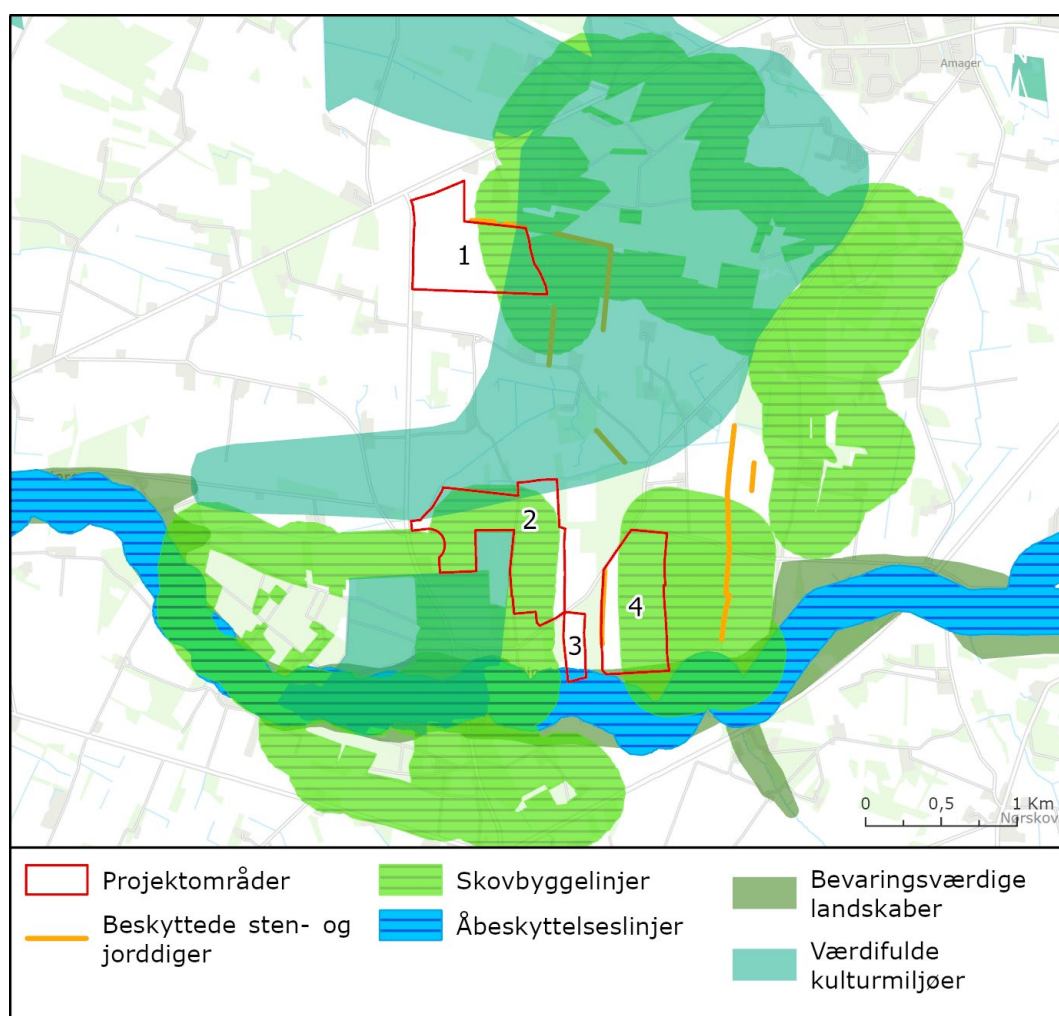 Amager
1
2
3
4
0 0,5 1 Km
Nørskov
Projektområder
Beskyttede sten- og
jorddiger
Skovbyggelinjer
Åbeskyttelseslinjer
Bevaringsværdige
landskaber
Værdifulde
kulturmiljøer